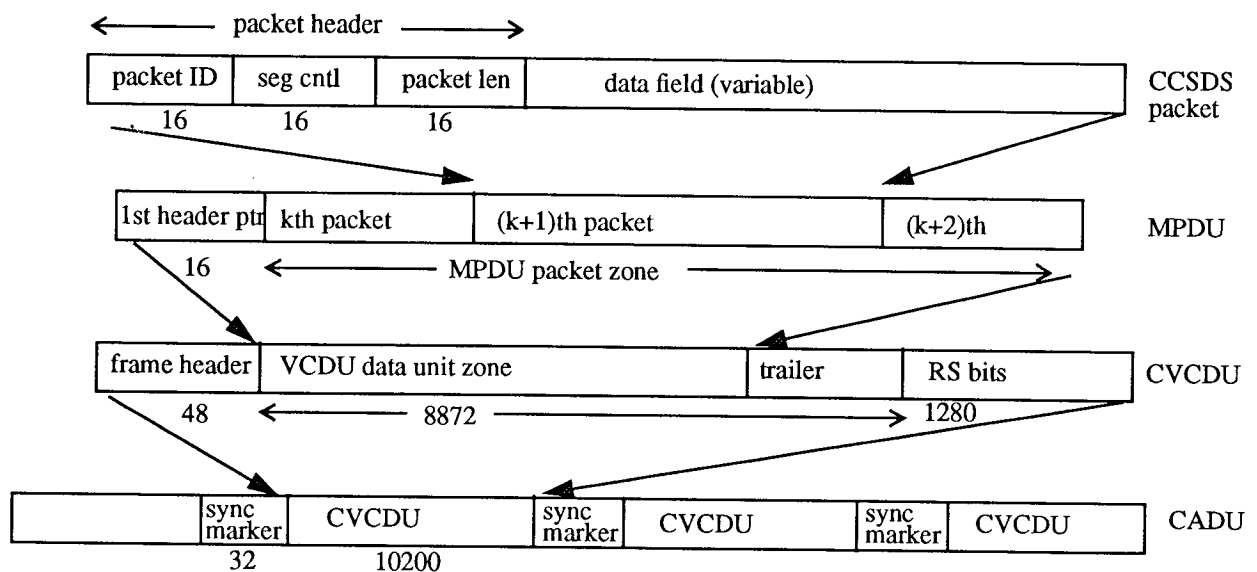 packet header
packet ID seg cntl packet len data field (variable) CCSDS packet
16 16 16
1st header ptr kth packet (k+1)th packet (k+2)th MPDU
16 MPDU packet zone
frame header VCDU data unit zone trailer RS bits CVCDU
48 8872 1280
sync marker CVCDU sync marker CVCDU sync marker CVCDU CADU
32 10200